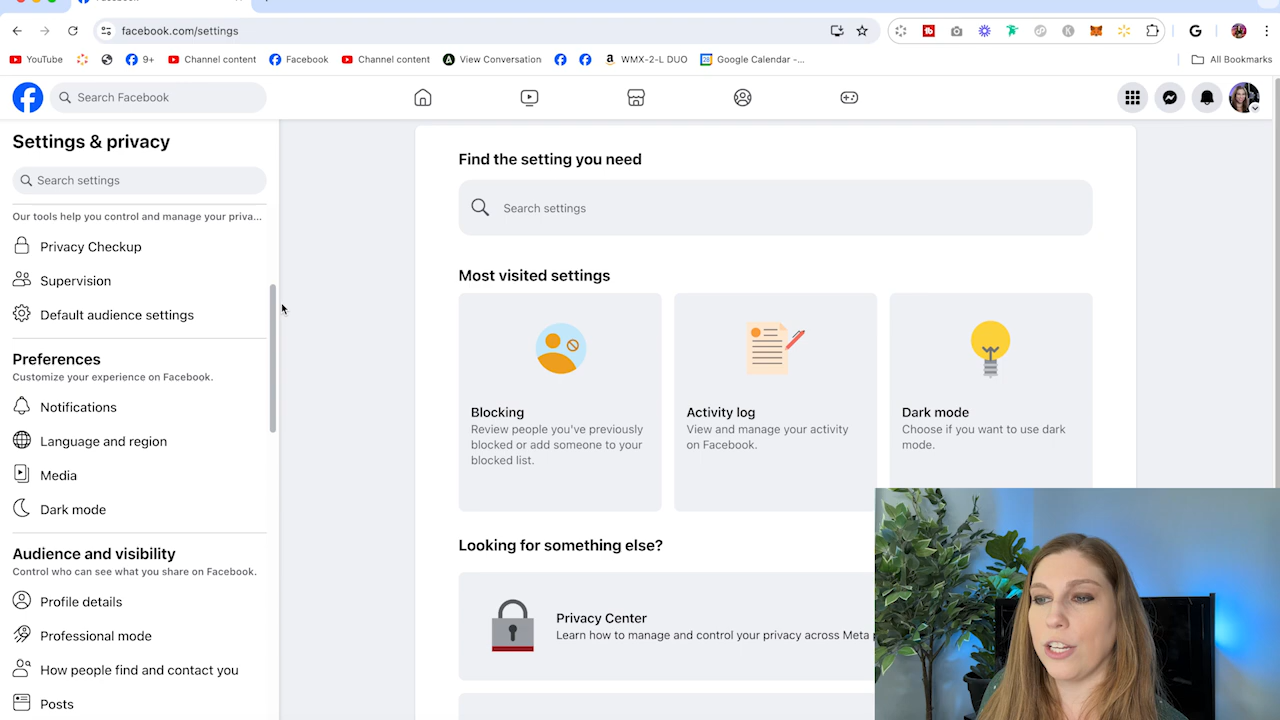 facebook.com/settings
YouTube
9+
Channel content
Facebook
Channel content
View Conversation
WMX-2-L DUO
Google Calendar -...
All Bookmarks
Search Facebook
Settings & privacy
Search settings
Our tools help you control and manage your priva...
Privacy Checkup
Supervision
Default audience settings
Preferences
Customize your experience on Facebook.
Notifications
Language and region
Media
Dark mode
Audience and visibility
Control who can see what you share on Facebook.
Profile details
Professional mode
How people find and contact you
Posts
Find the setting you need
Search settings
Most visited settings
Blocking
Review people you've previously
blocked or add someone to your
blocked list.
Activity log
View and manage your activity
on Facebook.
Dark mode
Choose if you want to use dark
mode.
Looking for something else?
Privacy Center
Learn how to manage and control your privacy across Meta